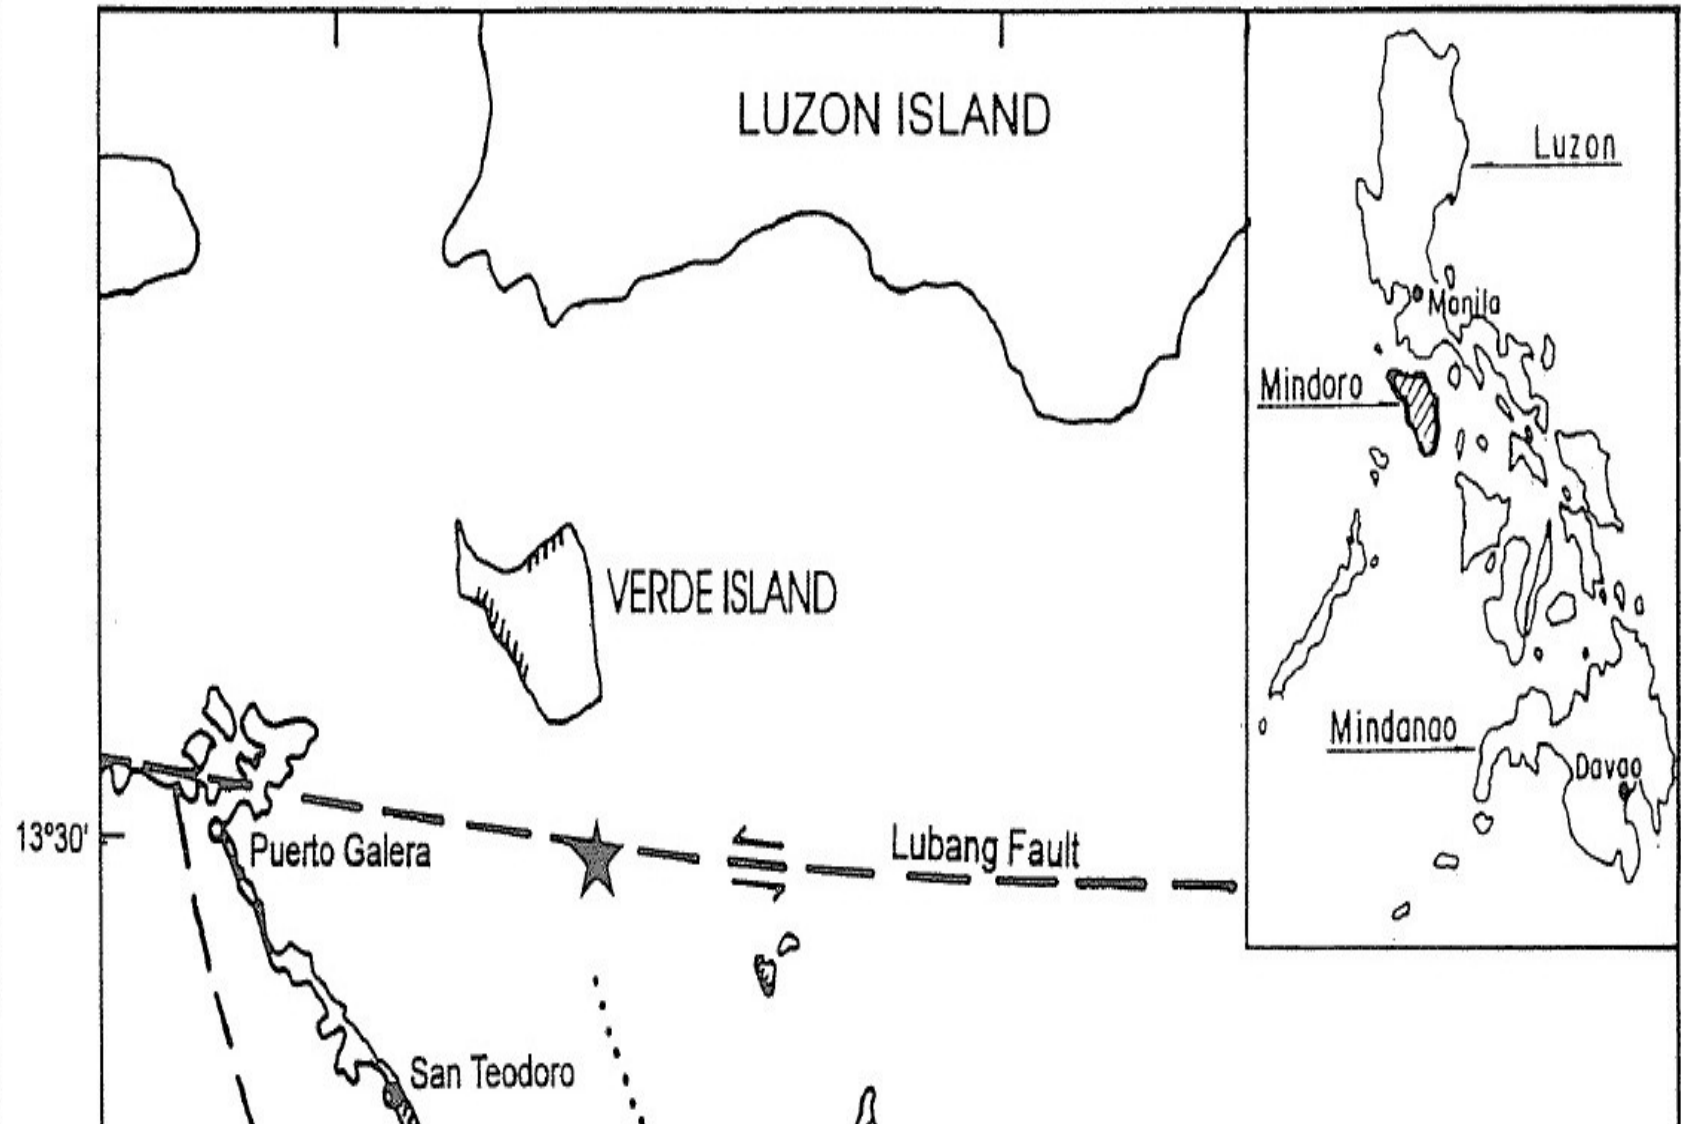 LUZON ISLAND
VERDE ISLAND
13°30'
Puerto Galera
Lubang Fault
San Teodoro
Luzon
Manila
Mindoro
Mindanao
Davao